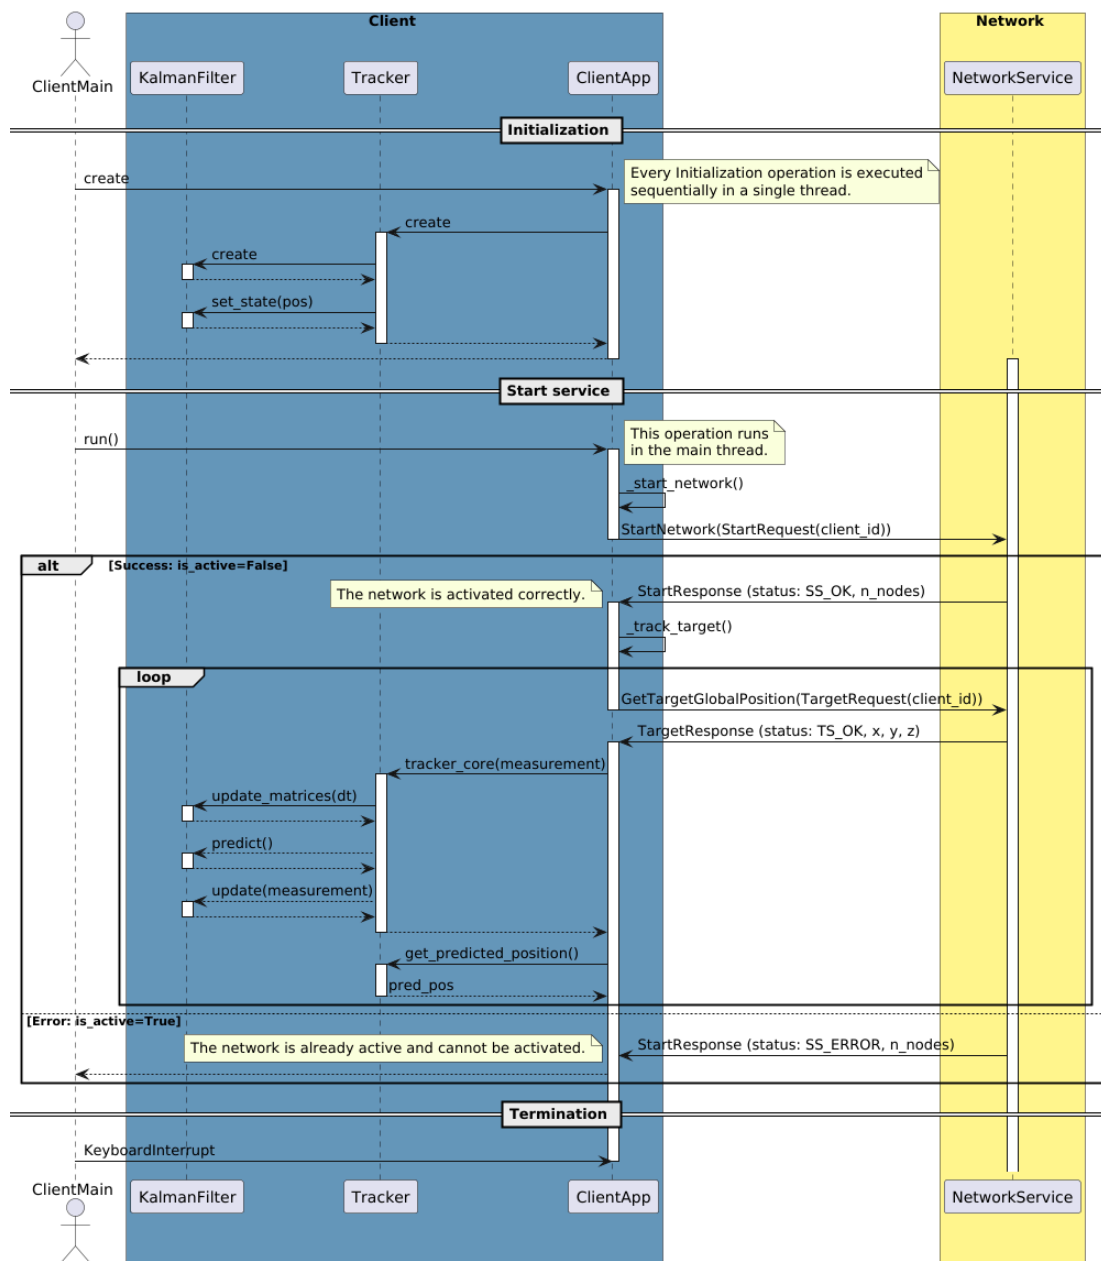 Client
Network
ClientMain
KalmanFilter
Tracker
ClientApp
NetworkService
Initialization
create
Every Initialization operation is executed
sequentially in a single thread.
create
create
set_state(pos)
Start service
run()
This operation runs
in the main thread.
_start_network()
StartNetwork(StartRequest(client_id))
alt
[Success: is_active=False]
The network is activated correctly.
StartResponse (status: SS_OK, n_nodes)
_track_target()
loop
GetTargetGlobalPosition(TargetRequest(client_id))
TargetResponse (status: TS_OK, x, y, z)
tracker_core(measurement)
update_matrices(dt)
predict()
update(measurement)
get_predicted_position()
pred_pos
[Error: is_active=True]
The network is already active and cannot be activated.
StartResponse (status: SS_ERROR, n_nodes)
Termination
KeyboardInterrupt
ClientMain
KalmanFilter
Tracker
ClientApp
NetworkService